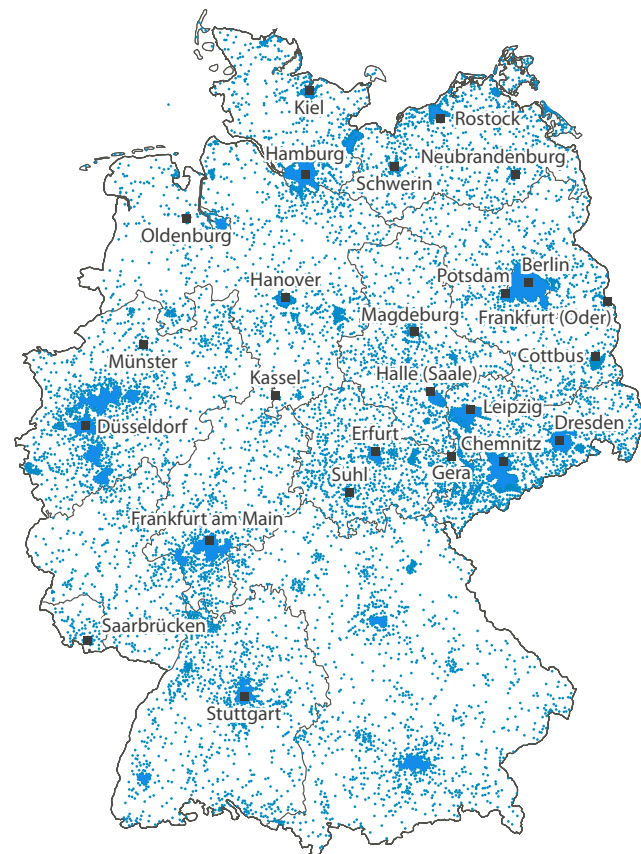 Kiel
Rostock
Hamburg
Neubrandenburg
Schwerin
Oldenburg
Berlin
Hanover
Potsdam
Magdeburg
Frankfurt (Oder)
Münster
Cottbus
Kassel
Halle (Saale)
Leipzig
Düsseldorf
Erfurt
Chemnitz
Dresden
Suhl
Gera
Frankfurt am Main
Saarbrücken
Stuttgart